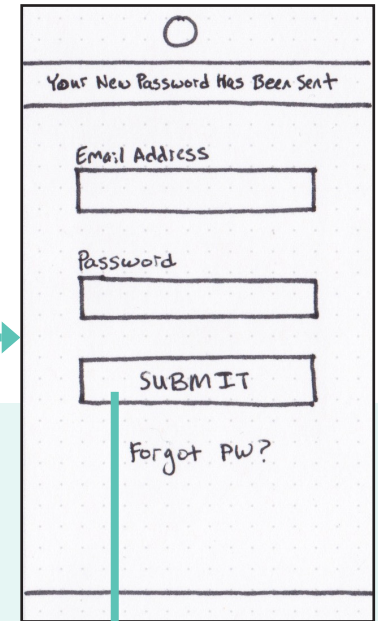 Your New Password Has Been Sent
Email Address
Password
SUBMIT
Forgot PW?